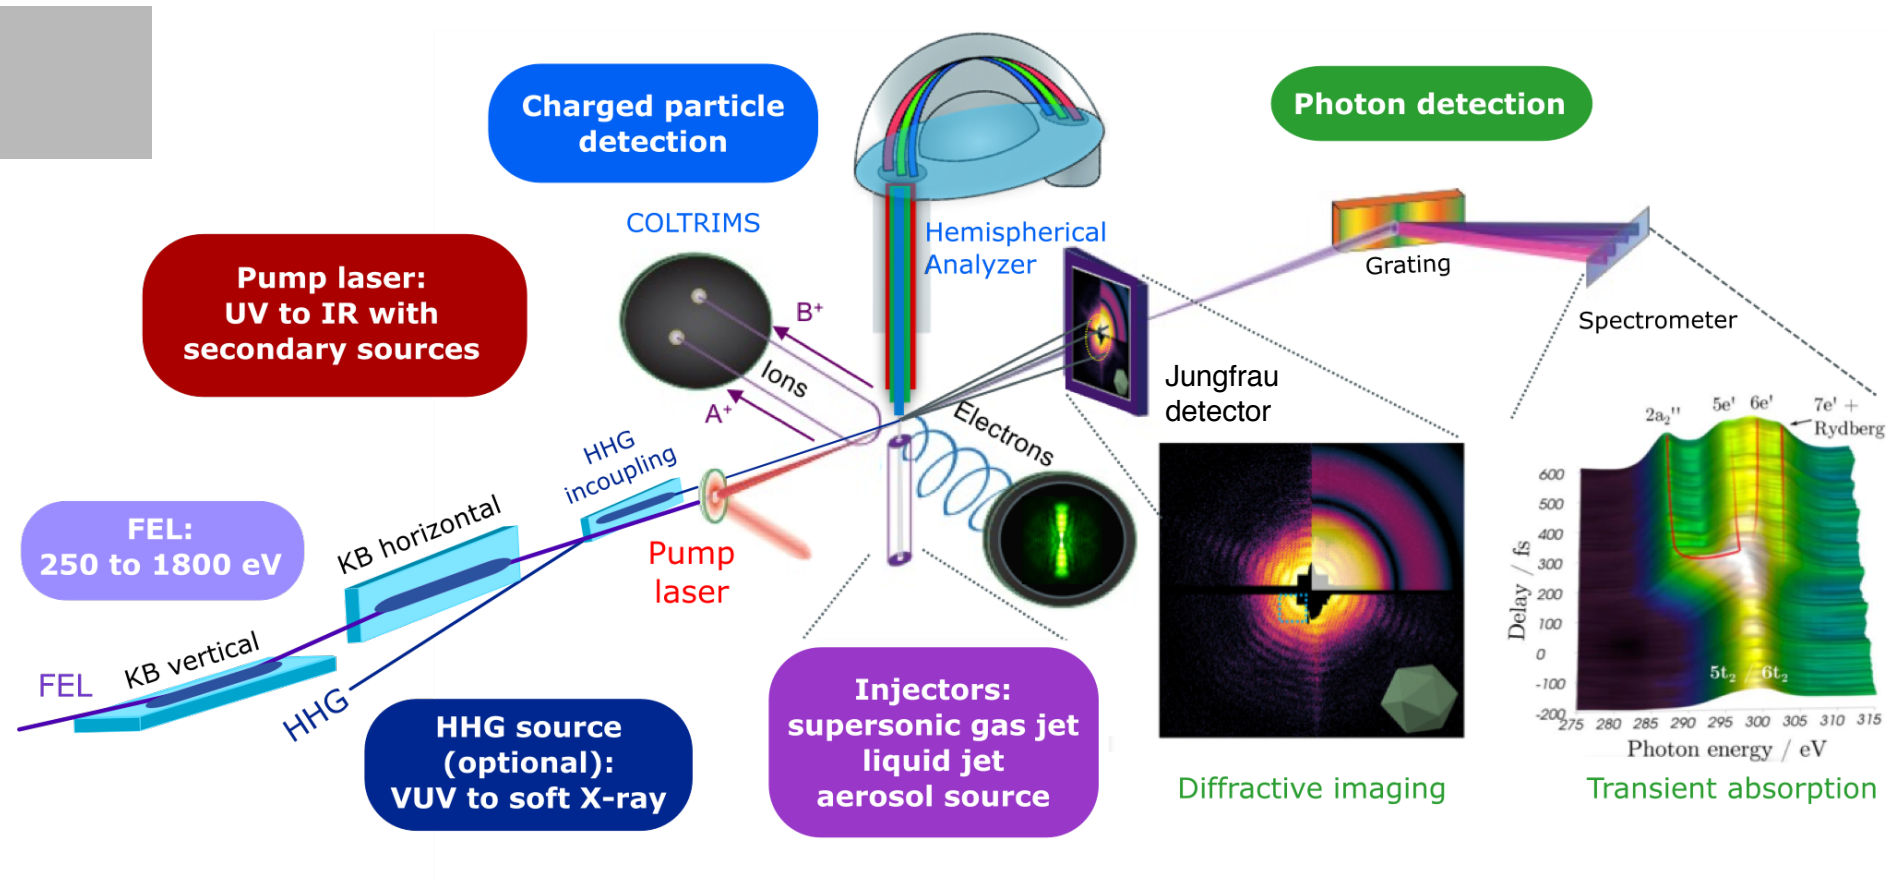 Charged particle
detection
Photon detection
COLTRIMS
Hemispherical
Analyzer
Pump laser:
UV to IR with
secondary sources
Grating
Spectrometer
B⁺
Ions
A⁺
Electrons
Jungfrau
detector
HHG
incoupling
Pump
laser
FEL:
250 to 1800 eV
KB horizontal
KB vertical
FEL
HHG
HHG source
(optional):
VUV to soft X-ray
Injectors:
supersonic gas jet
liquid jet
aerosol source
Diffractive imaging
2a₂'' 5e' 6e' 7e' +
Rydberg
600
500
400
300
200
100
0
-100
-200
Delay / fs
5t₂ / 6t₂
275 280 285 290 295 300 305 310 315
Photon energy / eV
Transient absorption